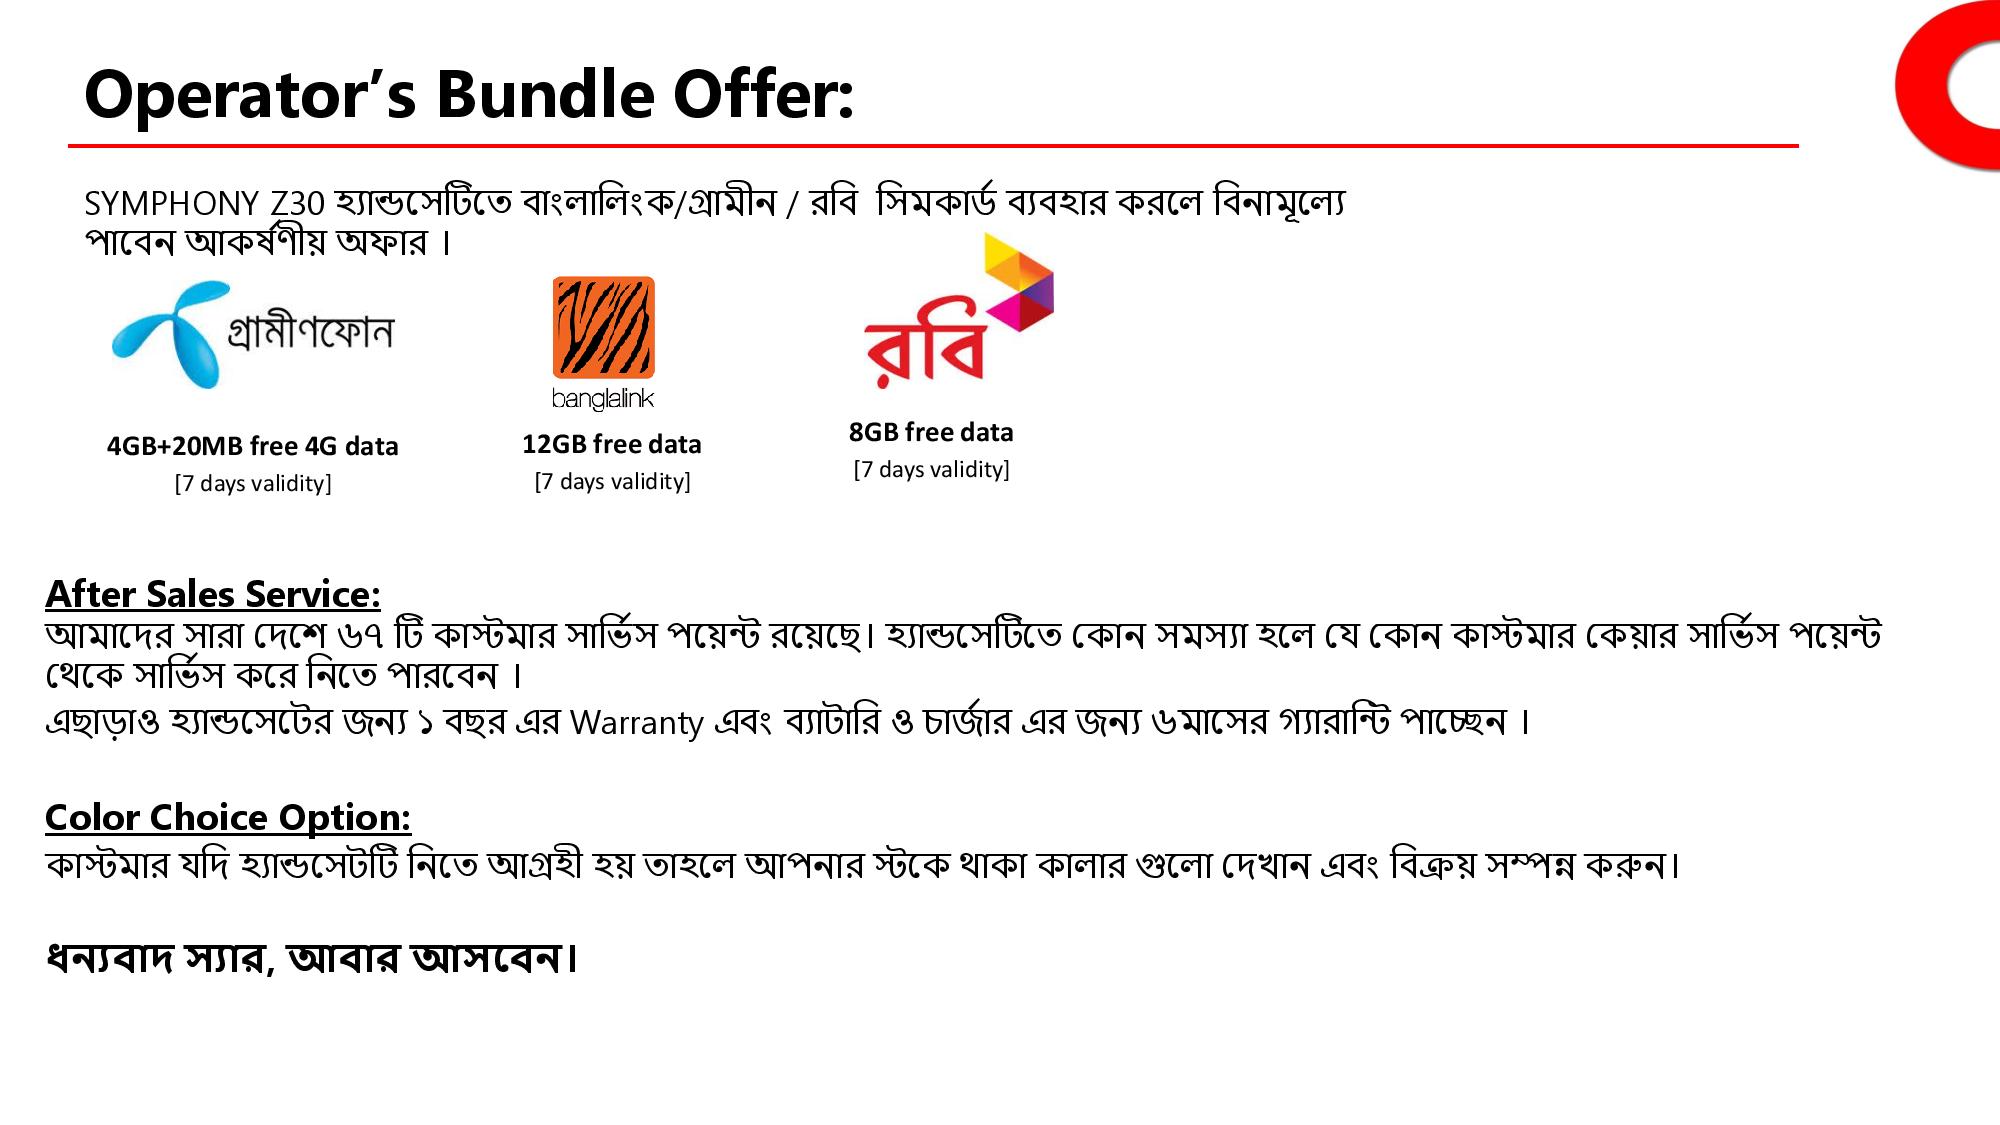 Operator’s Bundle Offer:
SYMPHONY Z30 হ্যান্ডসেটিতে বাংলালিংক/গ্রামীন / রবি সিমকার্ড ব্যবহার করলে বিনামূল্যে
পাবেন আকর্ষণীয় অফার ।
গ্রামীণফোন
banglalink
রবি
4GB+20MB free 4G data
[7 days validity]
12GB free data
[7 days validity]
8GB free data
[7 days validity]
After Sales Service:
আমাদের সারা দেশে ৬৭ টি কাস্টমার সার্ভিস পয়েন্ট রয়েছে। হ্যান্ডসেটিতে কোন সমস্যা হলে যে কোন কাস্টমার কেয়ার সার্ভিস পয়েন্ট
থেকে সার্ভিস করে নিতে পারবেন ।
এছাড়াও হ্যান্ডসেটের জন্য ১ বছর এর Warranty এবং ব্যাটারি ও চার্জার এর জন্য ৬মাসের গ্যারান্টি পাচ্ছেন ।
Color Choice Option:
কাস্টমার যদি হ্যান্ডসেটটি নিতে আগ্রহী হয় তাহলে আপনার স্টকে থাকা কালার গুলো দেখান এবং বিক্রয় সম্পন্ন করুন।
ধন্যবাদ স্যার, আবার আসবেন।